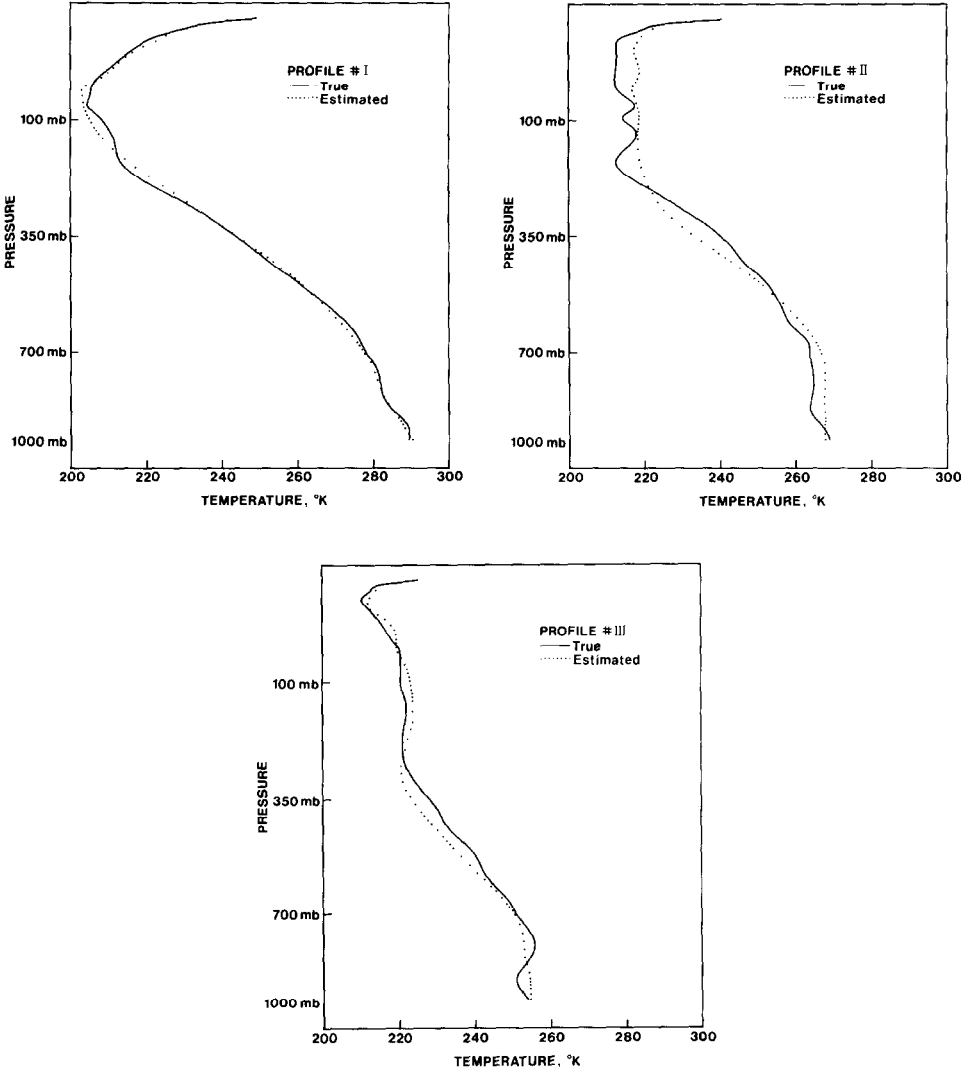 PROFILE # I
True
Estimated
100 mb
350 mb
700 mb
1000 mb
PRESSURE
200 220 240 260 280 300
TEMPERATURE, °K
PROFILE # II
True
Estimated
100 mb
350 mb
700 mb
1000 mb
PRESSURE
200 220 240 260 280 300
TEMPERATURE, °K
PROFILE # III
True
Estimated
100 mb
350 mb
700 mb
1000 mb
PRESSURE
200 220 240 260 280 300
TEMPERATURE, °K